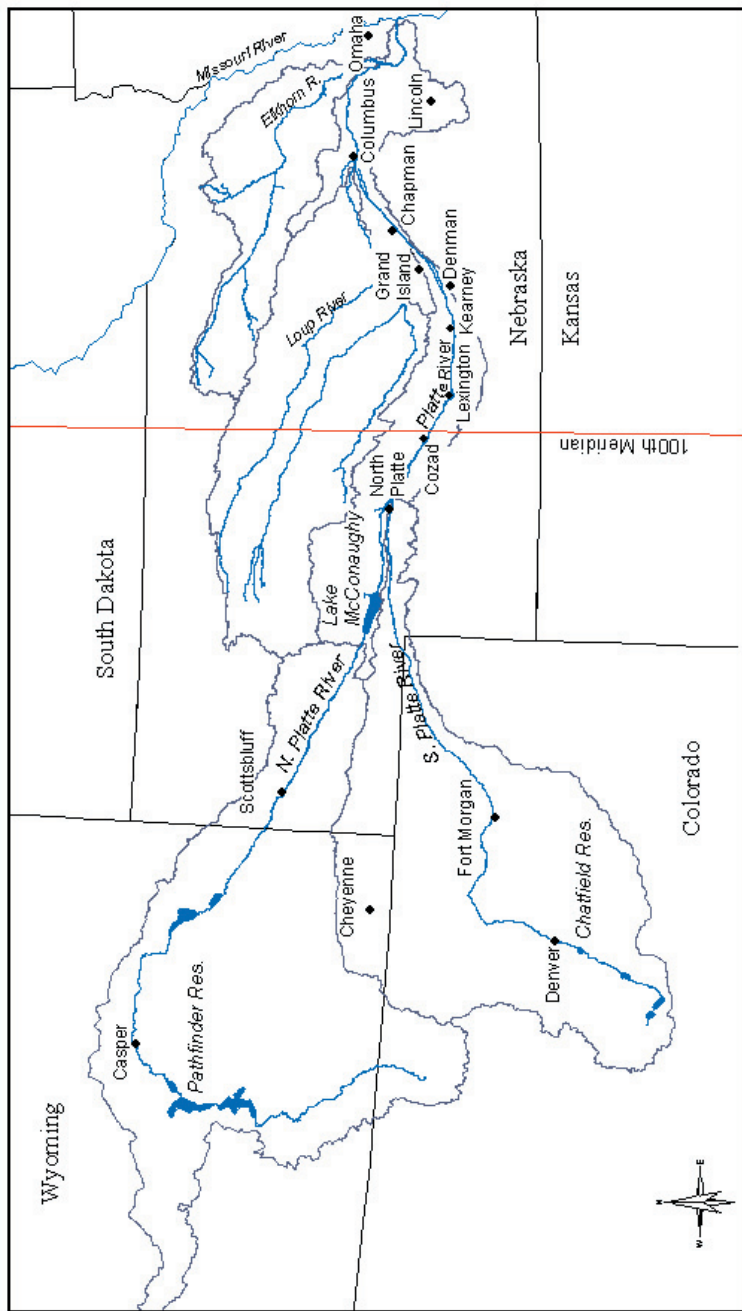 Wyoming
South Dakota
Missouri River
Elkhorn R.
Omaha
Casper
Pathfinder Res.
Scottsbluff
N. Platte River
Lake
McConaughy
North
Platte
Loup River
Columbus
Lincoln
Chapman
Grand
Island
Denman
Kearney
Platte River
Lexington
Cozad
Cheyenne
S. Platte River
Fort Morgan
Denver
Chatfield Res.
Colorado
Nebraska
Kansas
100th Meridian
N
W
E
S